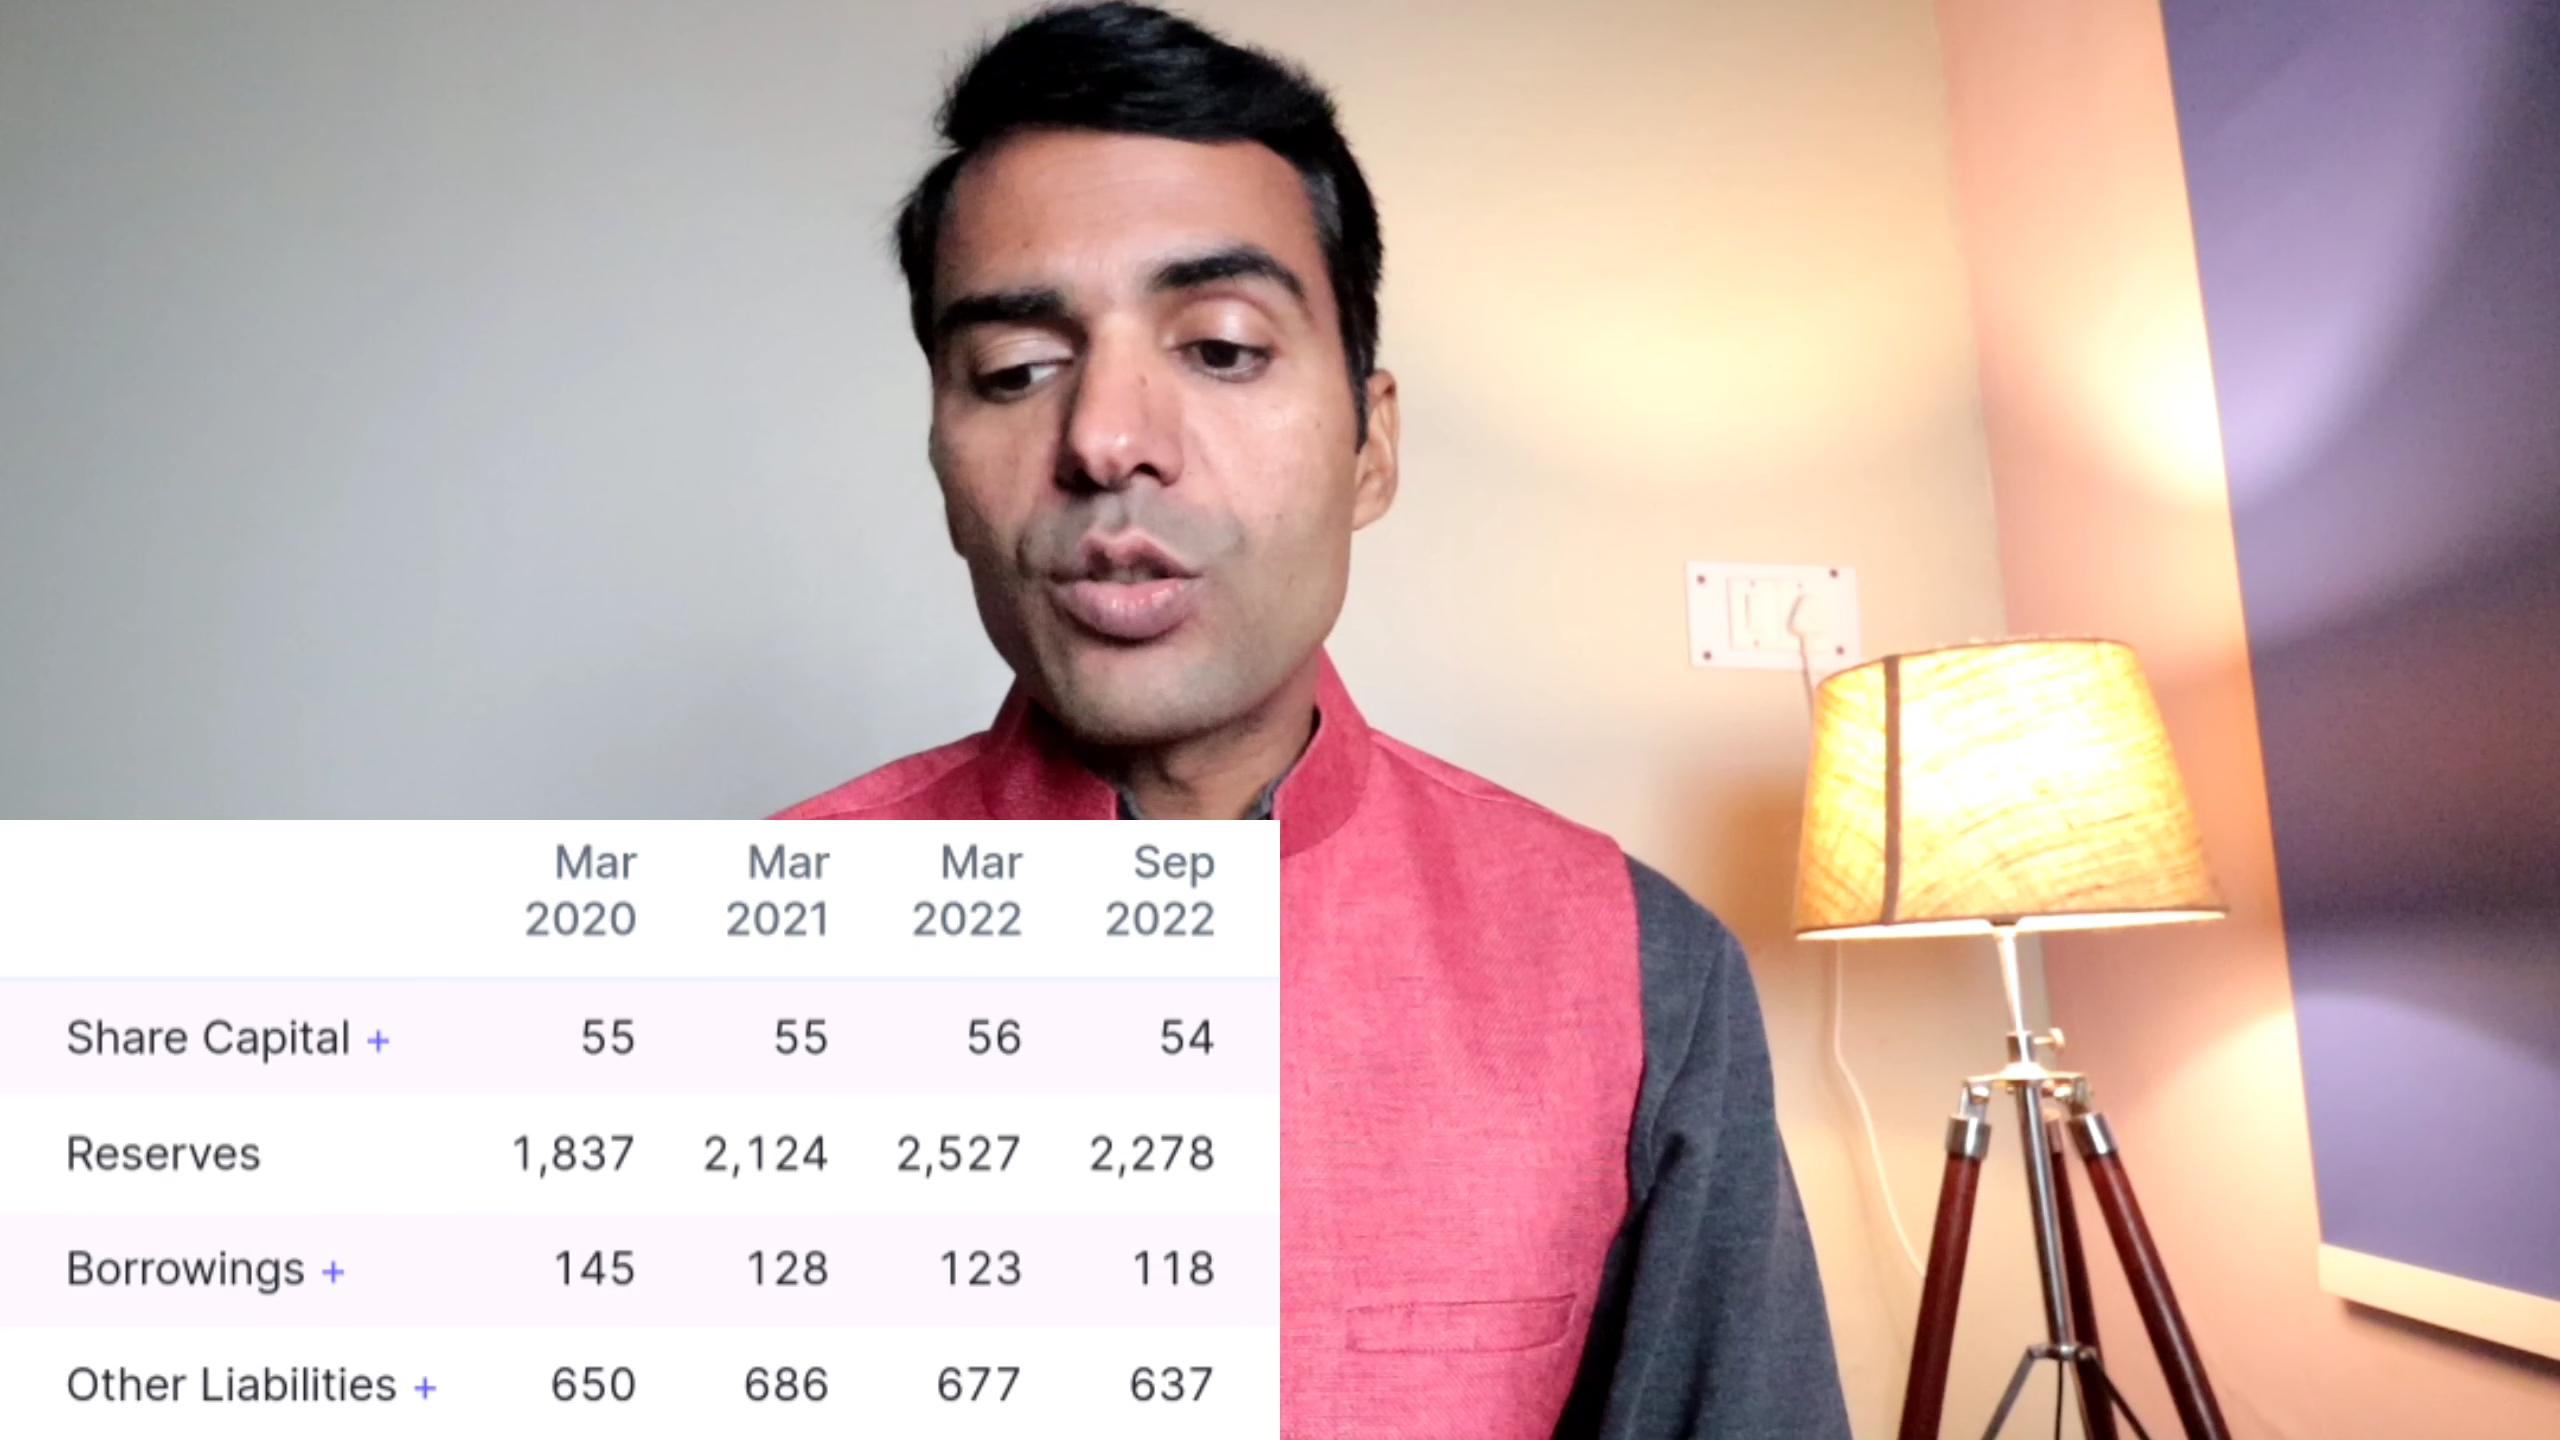 Mar Mar Mar Sep
2020 2021 2022 2022
Share Capital + 55 55 56 54
Reserves 1,837 2,124 2,527 2,278
Borrowings + 145 128 123 118
Other Liabilities + 650 686 677 637